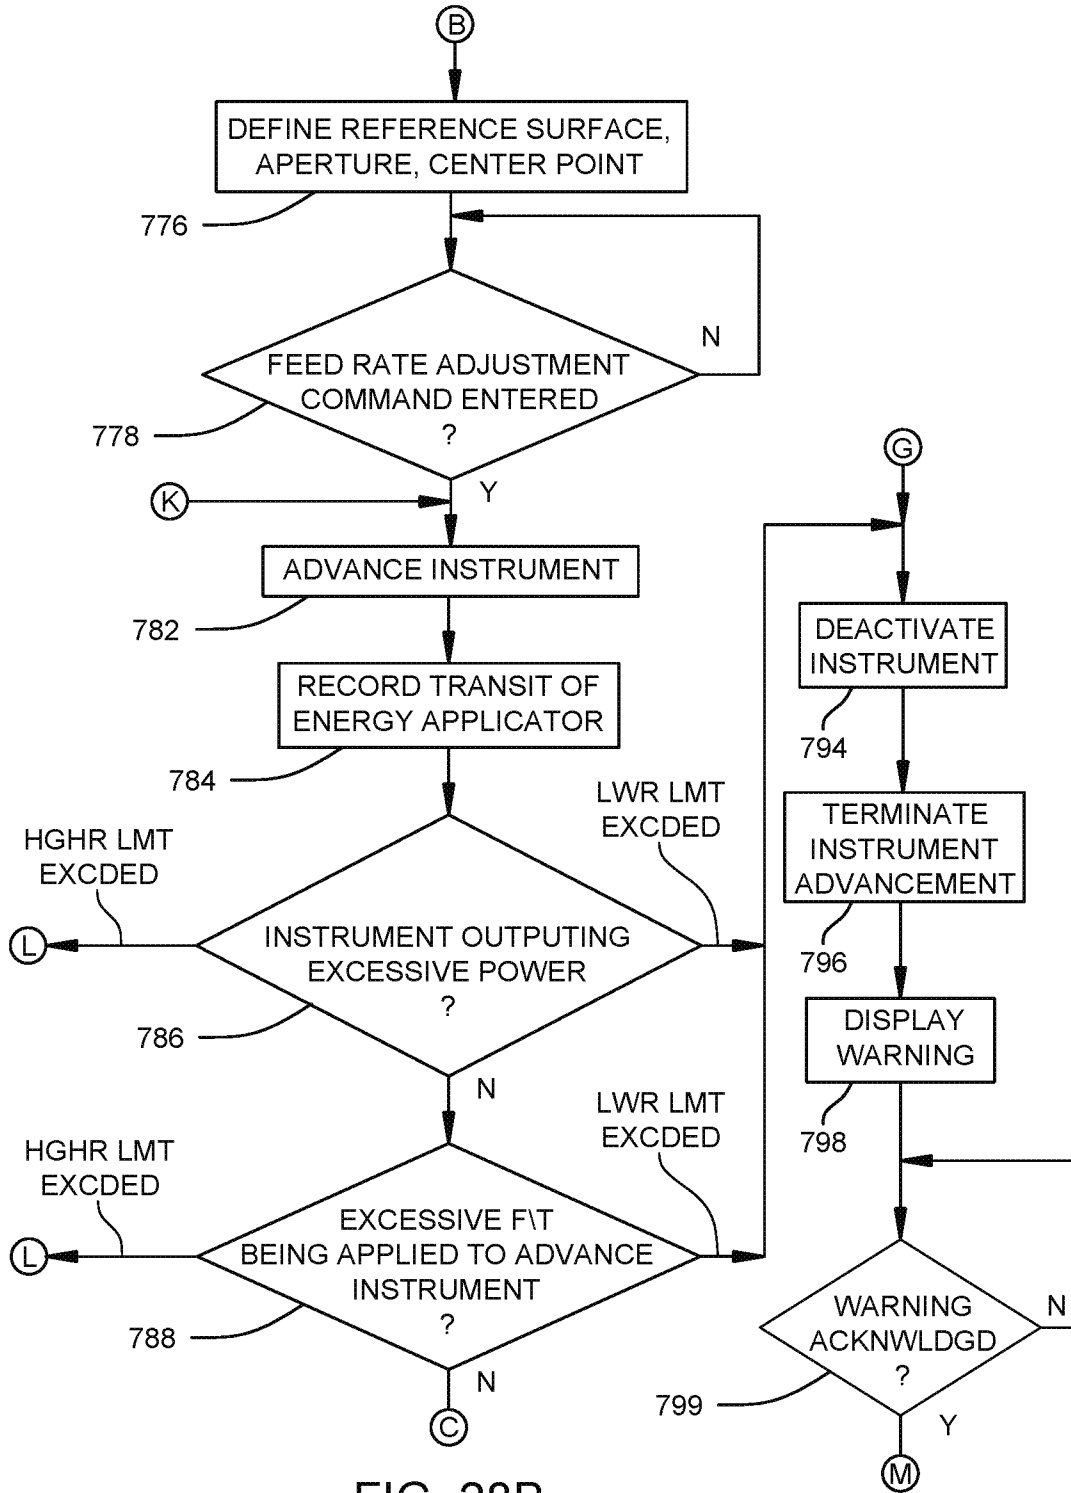 B
DEFINE REFERENCE SURFACE,
APERTURE, CENTER POINT
776
N
FEED RATE ADJUSTMENT
COMMAND ENTERED
?
778
Y
K
ADVANCE INSTRUMENT
782
RECORD TRANSIT OF
ENERGY APPLICATOR
784
HGHR LMT
EXCDED
LWR LMT
EXCDED
L
INSTRUMENT OUTPUTING
EXCESSIVE POWER
?
786
N
HGHR LMT
EXCDED
LWR LMT
EXCDED
L
EXCESSIVE F\T
BEING APPLIED TO ADVANCE
INSTRUMENT
?
788
N
C
G
DEACTIVATE
INSTRUMENT
794
TERMINATE
INSTRUMENT
ADVANCEMENT
796
DISPLAY
WARNING
798
N
WARNING
ACKNWLDGD
?
799
Y
M
FIG. 28B